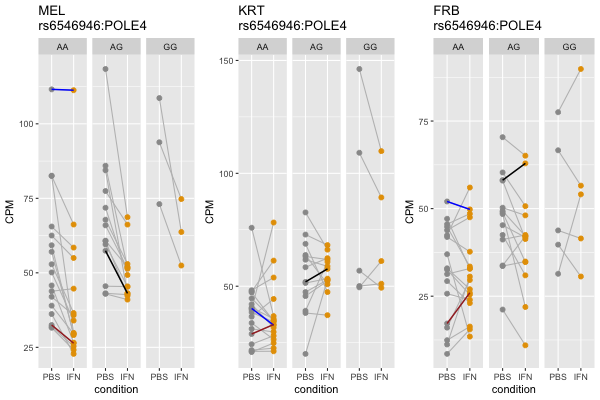 MEL
rs6546946:POLE4
AA AG GG
CPM
100
75
50
25
PBS IFN PBS IFN PBS IFN
condition
KRT
rs6546946:POLE4
AA AG GG
CPM
150
100
50
PBS IFN PBS IFN PBS IFN
condition
FRB
rs6546946:POLE4
AA AG GG
CPM
75
50
25
PBS IFN PBS IFN PBS IFN
condition